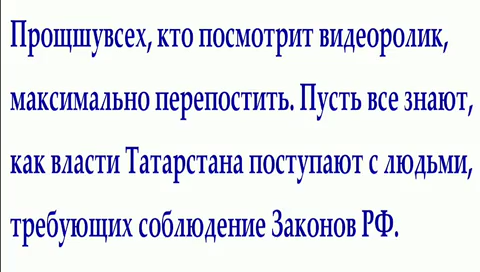 Прощшувсех, кто посмотрит видеоролик,
максимально перепостить. Пусть все знают,
как власти Татарстана поступают с людьми,
требующих соблюдение Законов РФ.